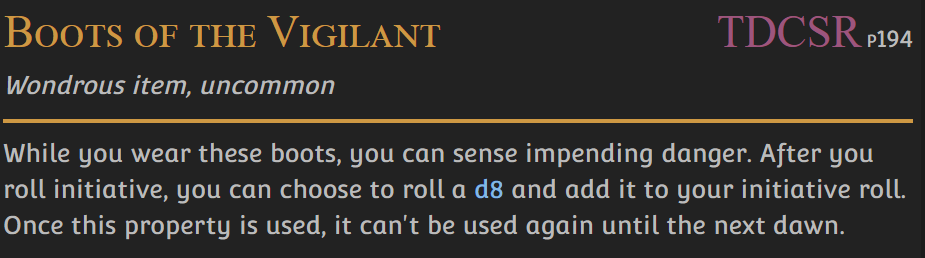 Boots of the Vigilant TDCSR p194
Wondrous item, uncommon
While you wear these boots, you can sense impending danger. After you
roll initiative, you can choose to roll a d8 and add it to your initiative roll.
Once this property is used, it can't be used again until the next dawn.